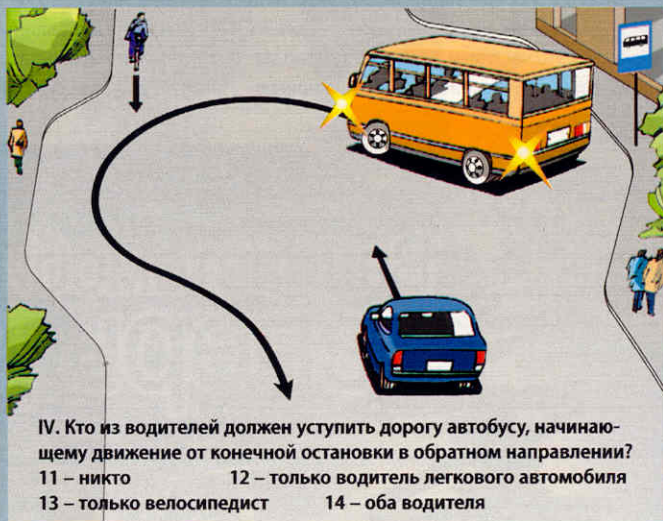 IV. Кто из водителей должен уступить дорогу автобусу, начинаю-
щему движение от конечной остановки в обратном направлении?
11 – никто 12 – только водитель легкового автомобиля
13 – только велосипедист 14 – оба водителя